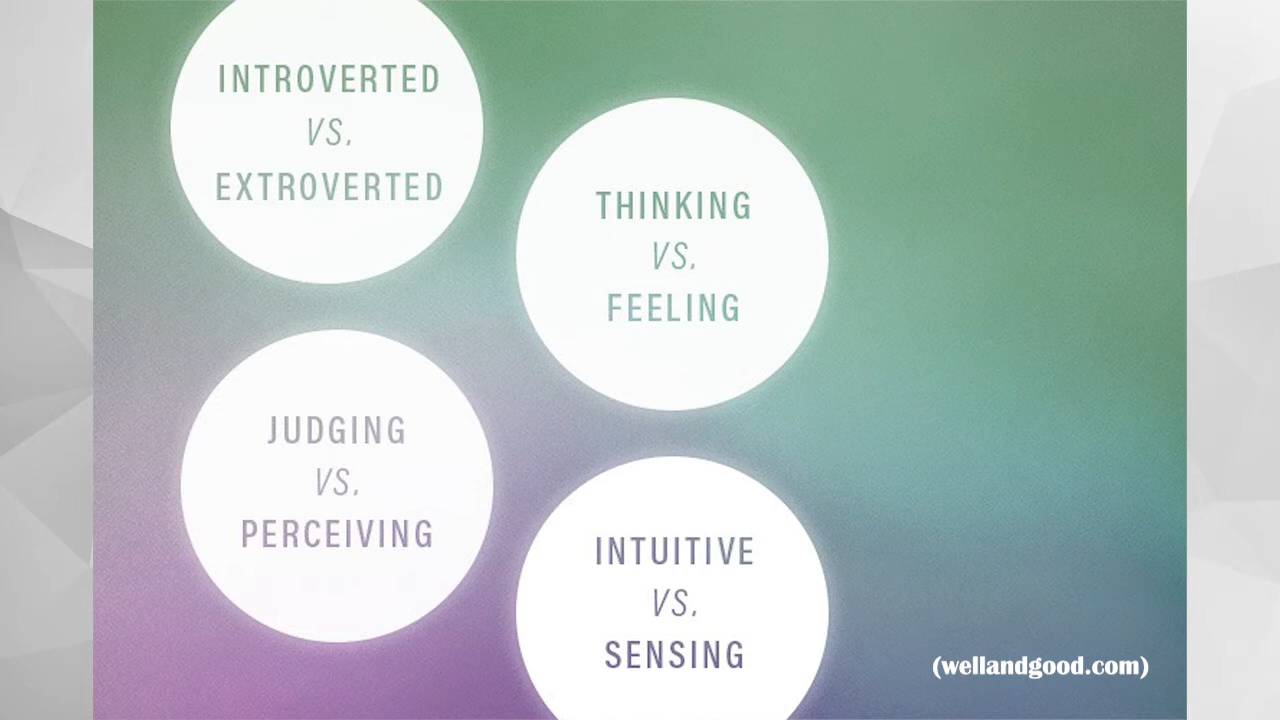 INTROVERTED
VS.
EXTROVERTED
THINKING
VS.
FEELING
JUDGING
VS.
PERCEIVING
INTUITIVE
VS.
SENSING
(wellandgood.com)